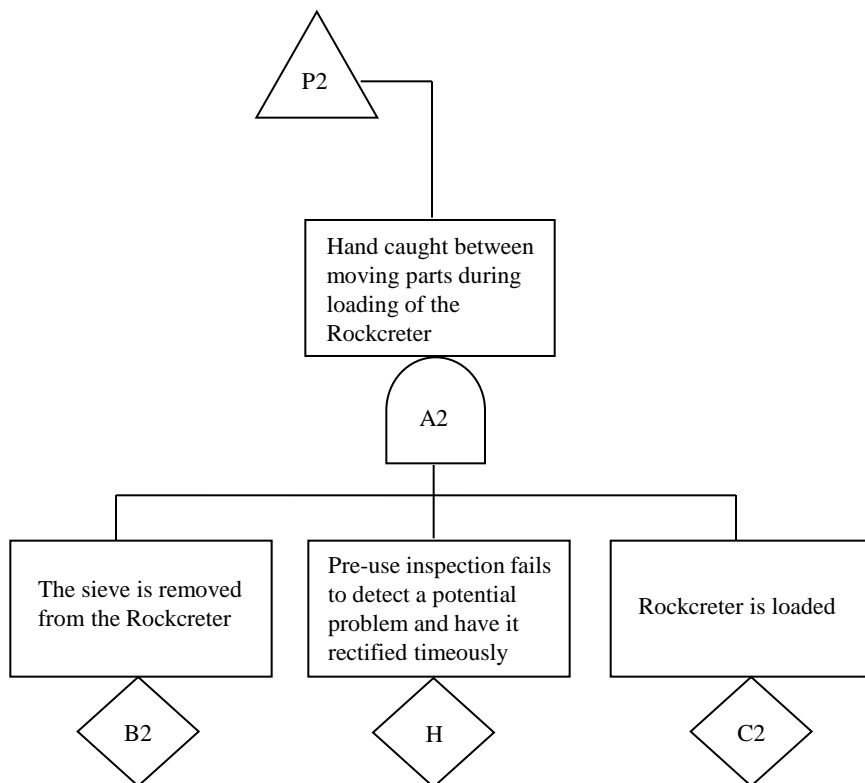 P2
Hand caught between
moving parts during
loading of the
Rockcreter
A2
The sieve is removed
from the Rockcreter
Pre-use inspection fails
to detect a potential
problem and have it
rectified timeously
Rockcreter is loaded
B2
H
C2